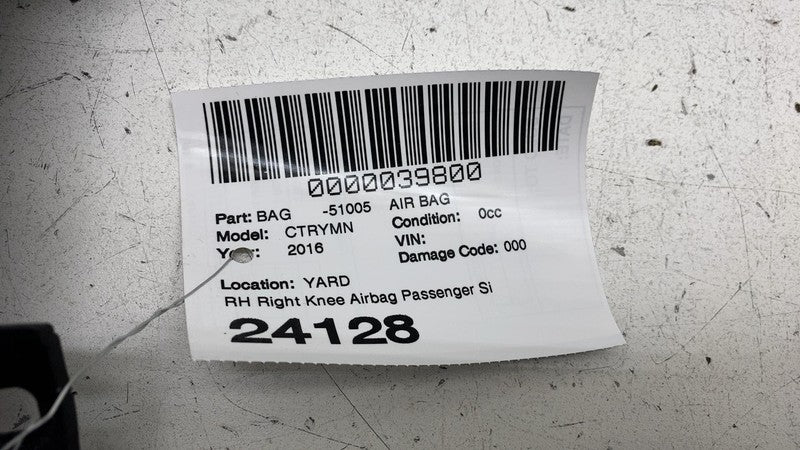 0000039800
Part: BAG -51005 AIR BAG
Model: CTRYMN Condition: 0cc
2016 VIN:
Damage Code: 000
Location: YARD
RH Right Knee Airbag Passenger Si
24128